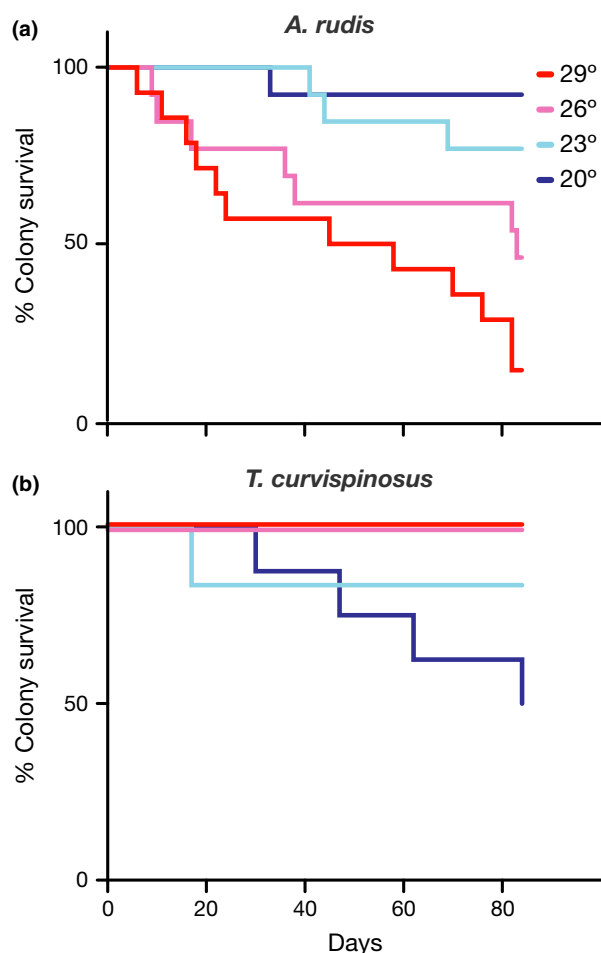 (a)
A. rudis
100
50
0
% Colony survival
29º
26º
23º
20º
(b)
T. curvispinosus
100
50
0
% Colony survival
0 20 40 60 80
Days